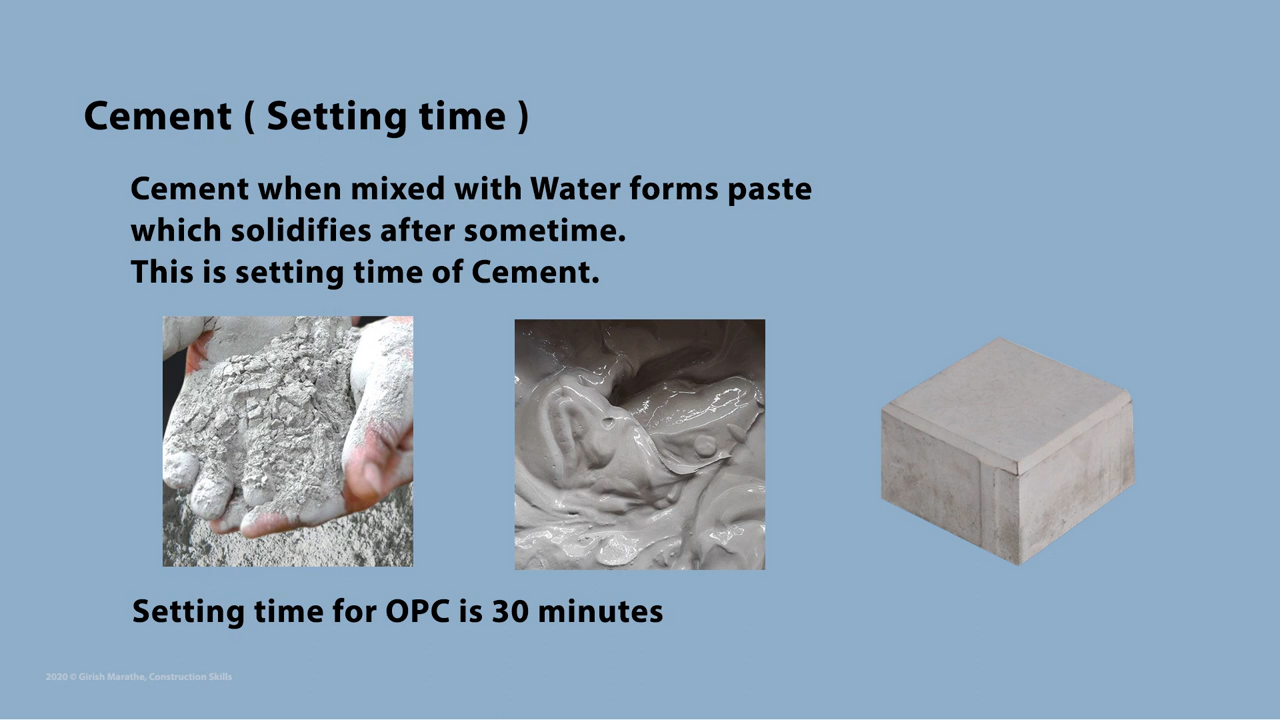 Cement ( Setting time )
Cement when mixed with Water forms paste
which solidifies after sometime.
This is setting time of Cement.
Setting time for OPC is 30 minutes
2020 © Girish Marathe, Construction Skills